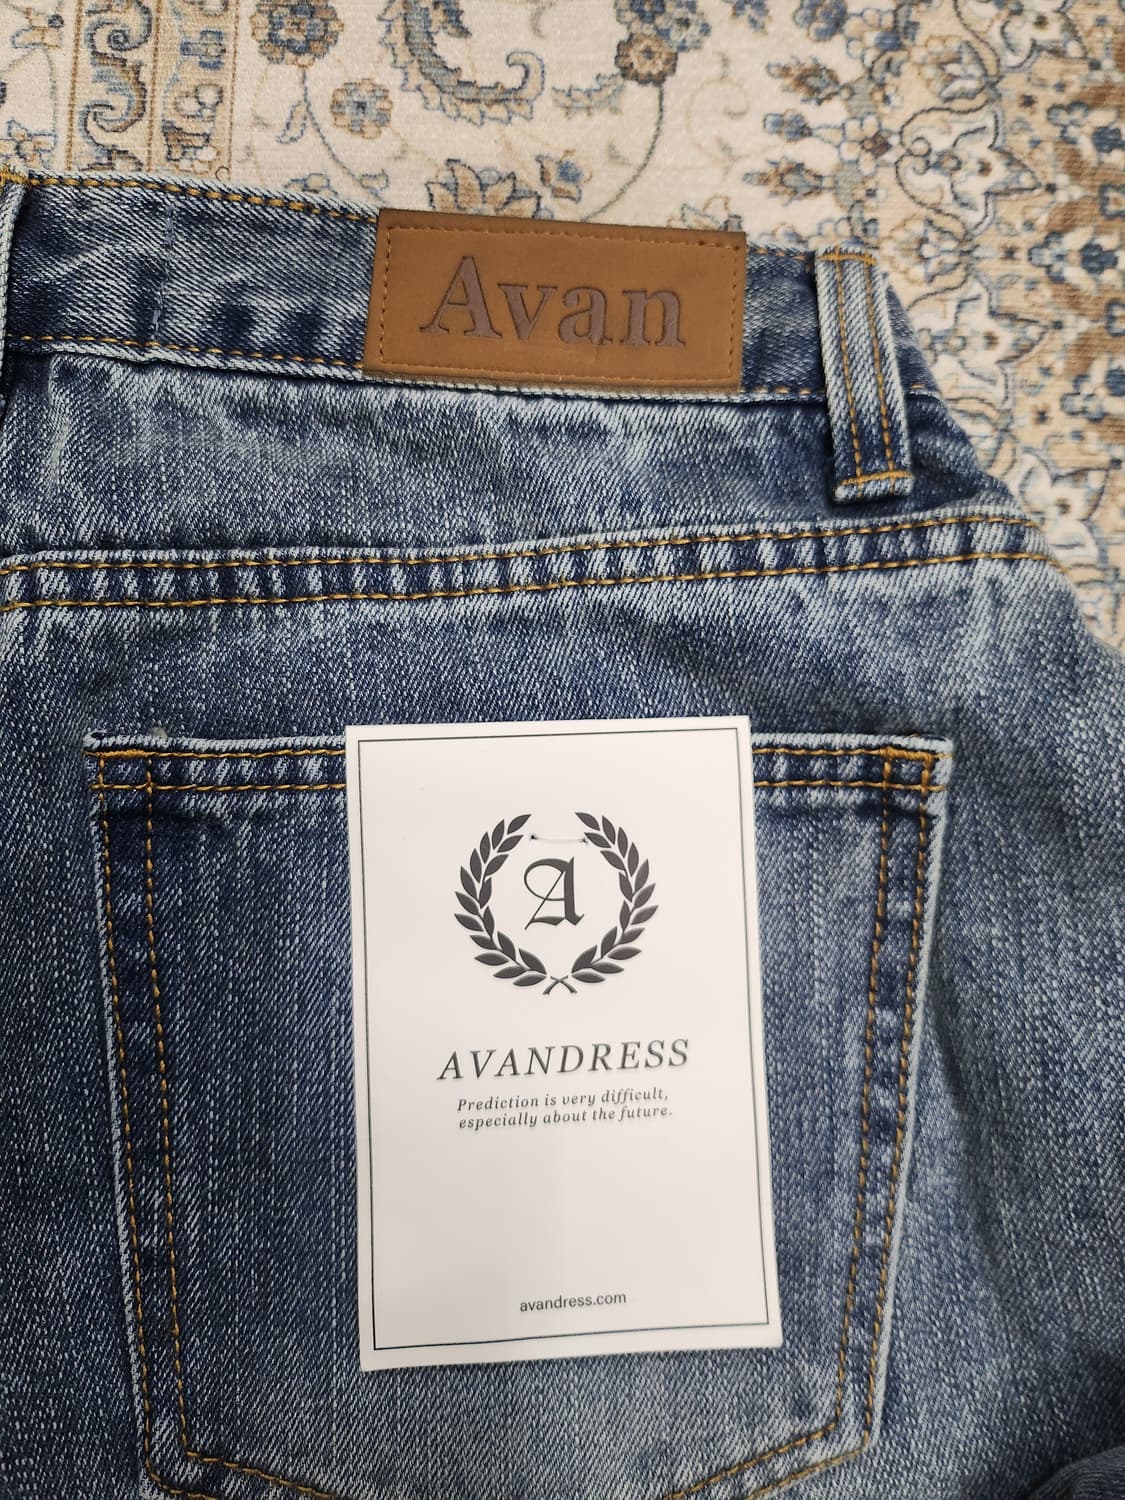 Avan
A
AVANDRESS
Prediction is very difficult,
especially about the future.
avandress.com